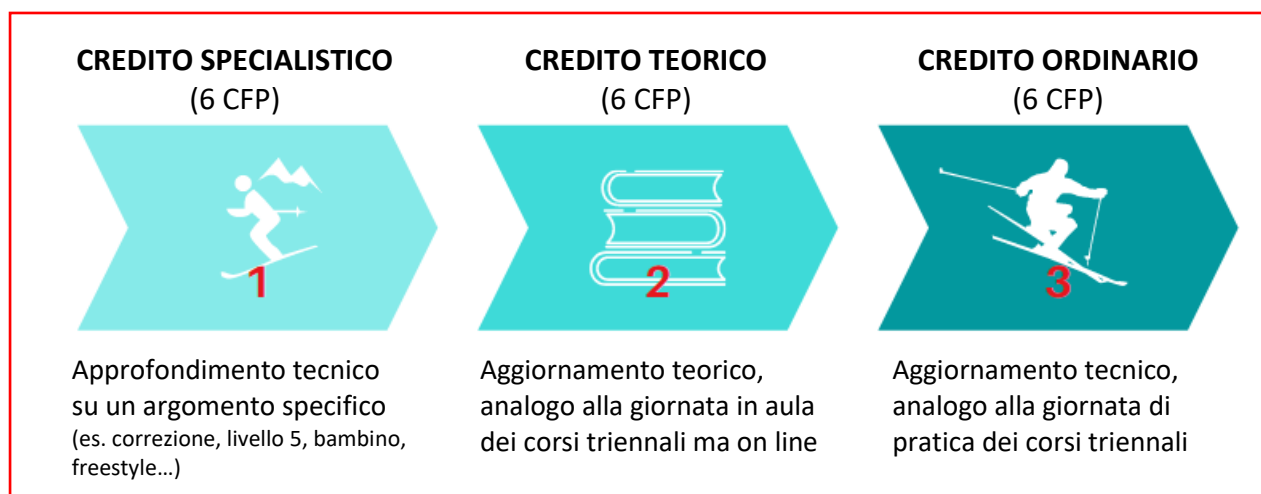 CREDITO SPECIALISTICO
(6 CFP)
1
Approfondimento tecnico
su un argomento specifico
(es. correzione, livello 5, bambino,
freestyle…)
CREDITO TEORICO
(6 CFP)
2
Aggiornamento teorico,
analogo alla giornata in aula
dei corsi triennali ma on line
CREDITO ORDINARIO
(6 CFP)
3
Aggiornamento tecnico,
analogo alla giornata di
pratica dei corsi triennali